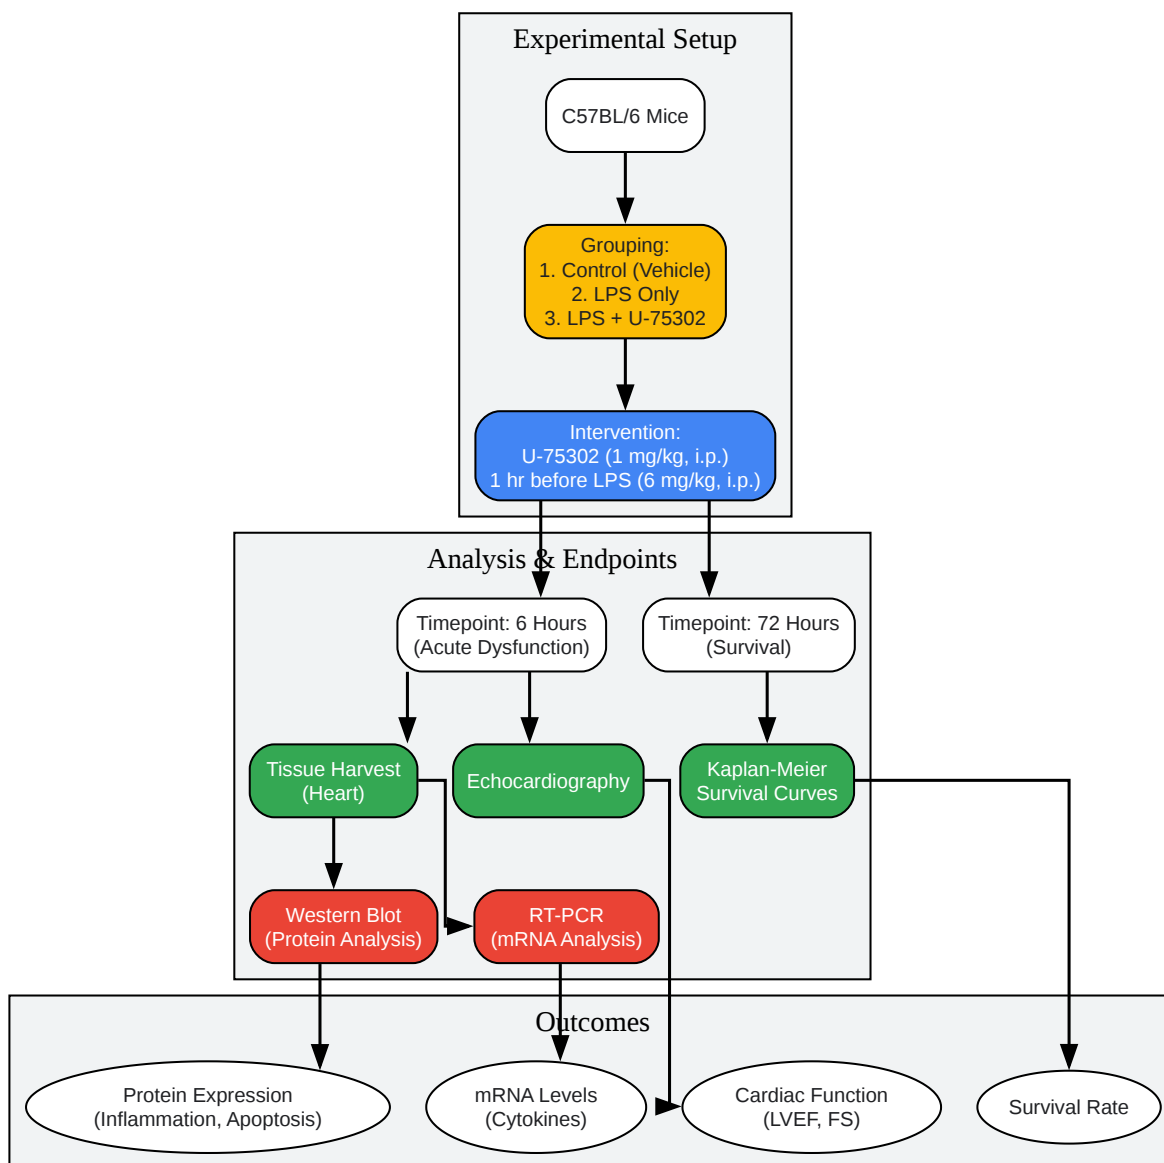 Experimental Setup
C57BL/6 Mice
Grouping:
1. Control (Vehicle)
2. LPS Only
3. LPS + U-75302
Intervention:
U-75302 (1 mg/kg, i.p.)
1 hr before LPS (6 mg/kg, i.p.)
Analysis & Endpoints
Timepoint: 6 Hours
(Acute Dysfunction)
Timepoint: 72 Hours
(Survival)
Tissue Harvest
(Heart)
Echocardiography
Kaplan-Meier
Survival Curves
Western Blot
(Protein Analysis)
RT-PCR
(mRNA Analysis)
Outcomes
Protein Expression
(Inflammation, Apoptosis)
mRNA Levels
(Cytokines)
Cardiac Function
(LVEF, FS)
Survival Rate